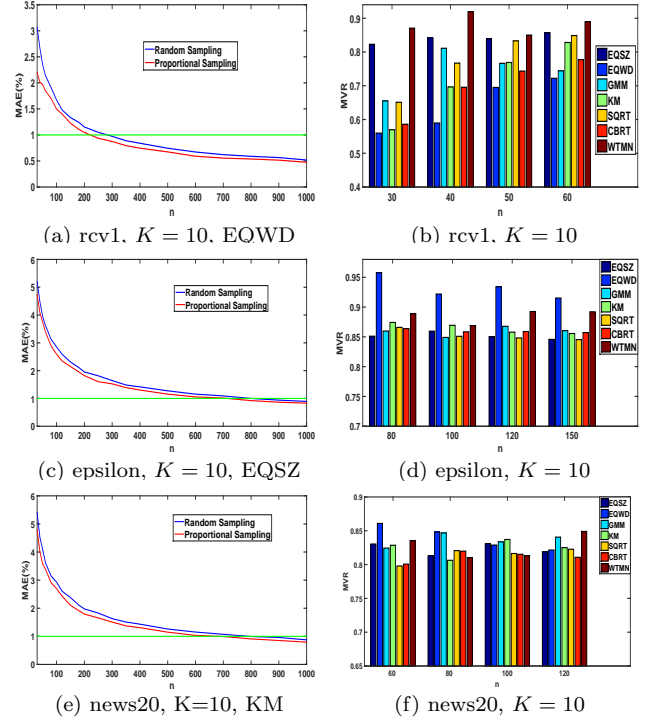 3.5
3
2.5
2
1.5
1
0.5
0
MAE(%)
Random Sampling
Proportional Sampling
100 200 300 400 500 600 700 800 900 1000
n
(a) rcv1, K = 10, EQWD
0.9
0.8
0.7
0.6
0.5
0.4
MVR
EQSZ
EQWD
GMM
KM
SQRT
CBRT
WTMN
30 40 50 60
n
(b) rcv1, K = 10
6
5
4
3
2
1
0
MAE(%)
Random Sampling
Proportional Sampling
100 200 300 400 500 600 700 800 900 1000
n
(c) epsilon, K = 10, EQSZ
0.95
0.9
0.85
0.8
0.75
0.7
MVR
EQSZ
EQWD
GMM
KM
SQRT
CBRT
WTMN
80 100 120 150
n
(d) epsilon, K = 10
6
5
4
3
2
1
0
MAE(%)
Random Sampling
Proportional Sampling
100 200 300 400 500 600 700 800 900 1000
n
(e) news20, K=10, KM
0.9
0.85
0.8
0.75
0.7
0.65
MVR
EQSZ
EQWD
GMM
KM
SQRT
CBRT
WTMN
60 80 100 120
n
(f) news20, K = 10